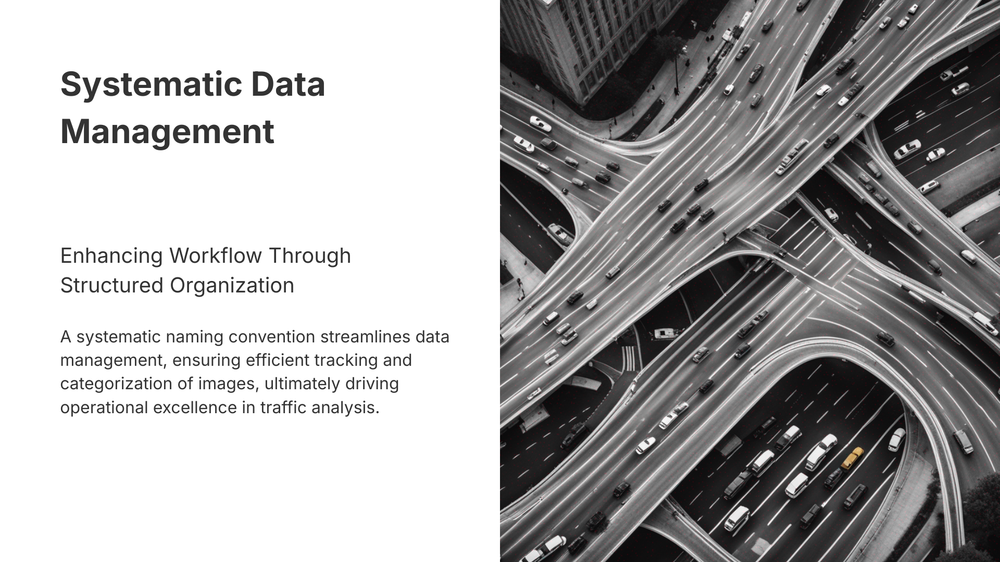 Systematic Data
Management
Enhancing Workflow Through
Structured Organization
A systematic naming convention streamlines data
management, ensuring efficient tracking and
categorization of images, ultimately driving
operational excellence in traffic analysis.